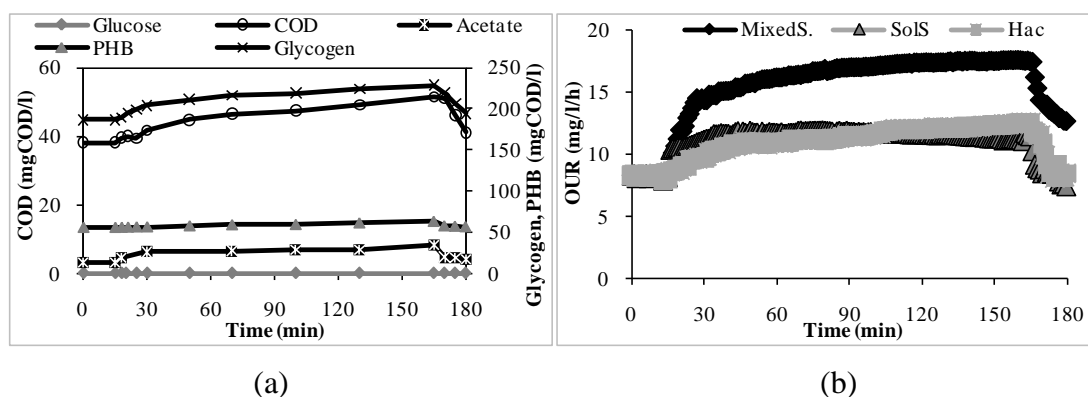 Glucose COD Acetate
PHB Glycogen
60 250
40 200
150
20 100
50
0 0
0 30 60 90 120 150 180
Time (min)
COD (mgCOD/l)
Glycogen,PHB (mgCOD/l)
(a)
MixedS. SolS Hac
20
15
10
5
0
0 30 60 90 120 150 180
Time (min)
OUR (mg/l/h)
(b)